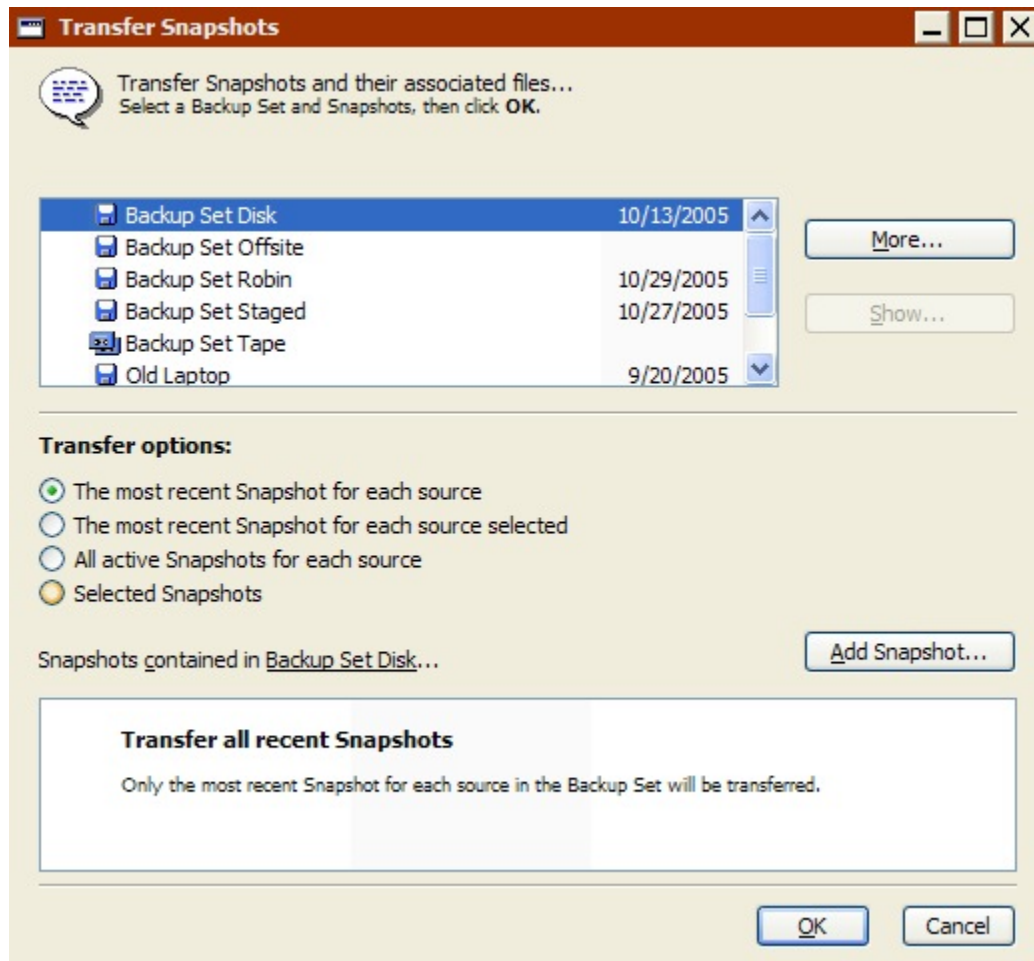 Transfer Snapshots
Transfer Snapshots and their associated files...
Select a Backup Set and Snapshots, then click OK.
Backup Set Disk 10/13/2005
Backup Set Offsite
Backup Set Robin 10/29/2005
Backup Set Staged 10/27/2005
Backup Set Tape
Old Laptop 9/20/2005
More...
Show...
Transfer options:
The most recent Snapshot for each source
The most recent Snapshot for each source selected
All active Snapshots for each source
Selected Snapshots
Snapshots contained in Backup Set Disk...
Add Snapshot...
Transfer all recent Snapshots
Only the most recent Snapshot for each source in the Backup Set will be transferred.
OK
Cancel